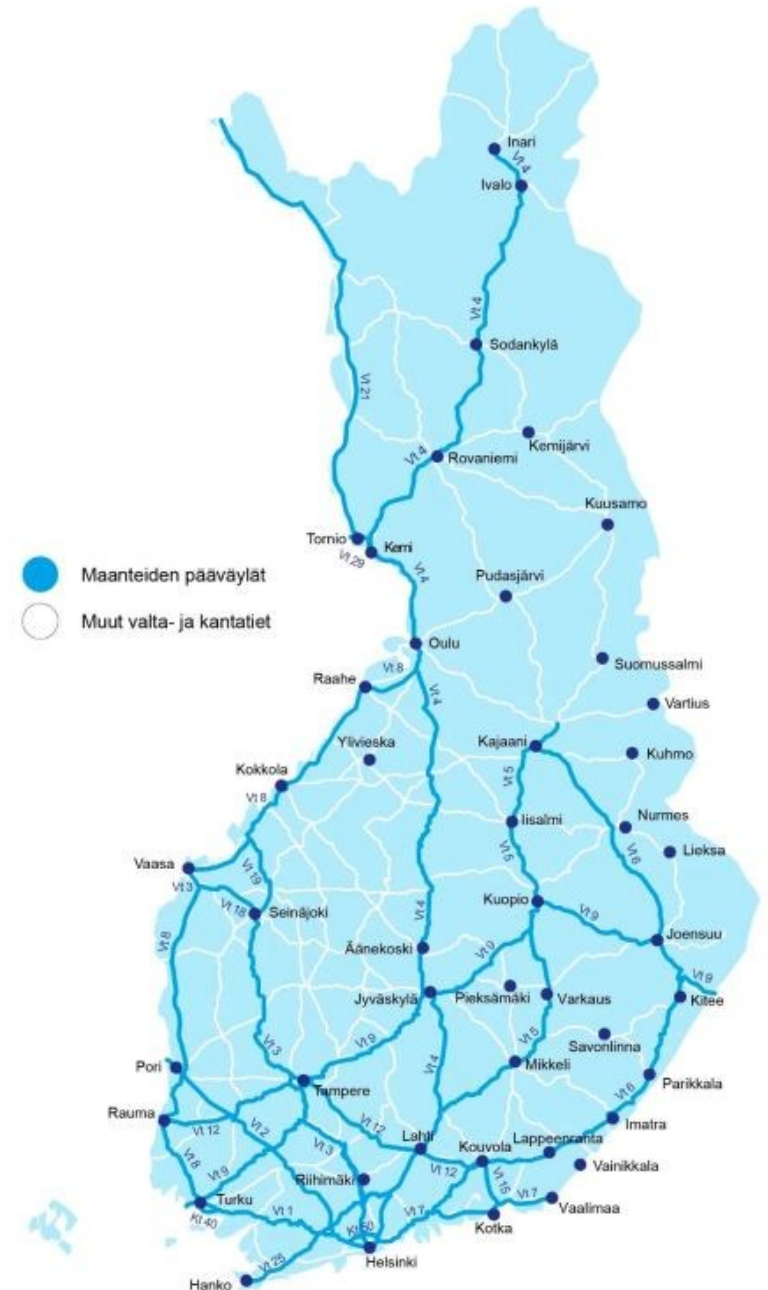 Inari
Vt 4
Ivalo
Vt 4
Sodankylä
Vt 21
Kemijärvi
Vt 4
Rovaniemi
Kuusamo
Tornio
Kemi
Vt 29
Maanteiden pääväylät
Vt 4
Pudasjärvi
Muut valta- ja kantatiet
Oulu
Suomussalmi
Vt 8
Raahe
Vt 4
Vartius
Ylivieska
Kajaani
Kuhmo
Kokkola
Vt 5
Vt 8
Iisalmi
Nurmes
Vt 6
Lieksa
Vaasa
Vt 5
Vt 3
Vt 19
Kuopio
Vt 18
Seinäjoki
Vt 4
Vt 9
Joensuu
Vt 8
Äänekoski
Vt 9
Vt 9
Jyväskylä
Pieksämäki
Varkaus
Kitee
Vt 3
Vt 9
Vt 5
Savonlinna
Pori
Vt 4
Mikkeli
Tampere
Parikkala
Vt 6
Rauma
Vt 12
Vt 2
Vt 12
Imatra
Vt 3
Lahti
Kouvola
Lappeenranta
Vt 8
Vt 9
Vt 12
Vainikkala
Riihimäki
Vt 15
Turku
Vt 7
Vt 7
Vaalimaa
Kt 40
Vt 1
Kt 50
Kotka
Helsinki
Vt 25
Hanko